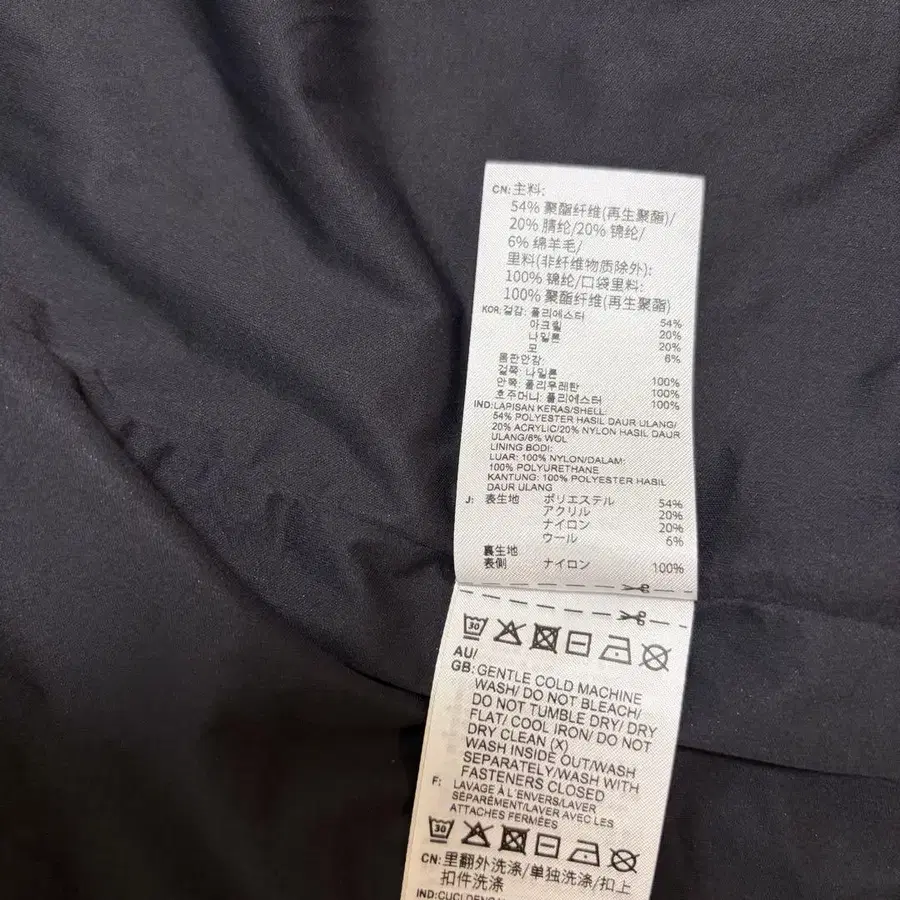 CN: 主料:
54% 聚酯纤维(再生聚酯)/
20% 腈纶/20% 锦纶/
6% 绵羊毛/
里料(非纤维物质除外):
100% 锦纶/口袋里料:
100% 聚酯纤维(再生聚酯)
KOR: 겉감: 폴리에스터 54%
아크릴 20%
나일론 20%
모 6%
몸판안감:
겉쪽: 나일론 100%
안쪽: 폴리우레탄 100%
호주머니: 폴리에스터 100%
IND: LAPISAN KERAS/SHELL:
54% POLYESTER HASIL DAUR ULANG/
20% ACRYLIC/20% NYLON HASIL DAUR
ULANG/6% WOL
LINING BODI:
LUAR: 100% NYLON/DALAM:
100% POLYURETHANE
KANTUNG: 100% POLYESTER HASIL
DAUR ULANG
J: 表生地 ポリエステル 54%
アクリル 20%
ナイロン 20%
ウール 6%
裏生地
表側 ナイロン 100%
30
AU/
GB: GENTLE COLD MACHINE
WASH/ DO NOT BLEACH/
DO NOT TUMBLE DRY/ DRY
FLAT/ COOL IRON/ DO NOT
DRY CLEAN (X)
WASH INSIDE OUT/WASH
SEPARATELY/WASH WITH
FASTENERS CLOSED
F: LAVAGE À L'ENVERS/LAVER
SÉPARÉMENT/LAVER AVEC LES
ATTACHES FERMÉES
30
CN: 里翻外洗涤/单独洗涤/扣上
扣件洗涤